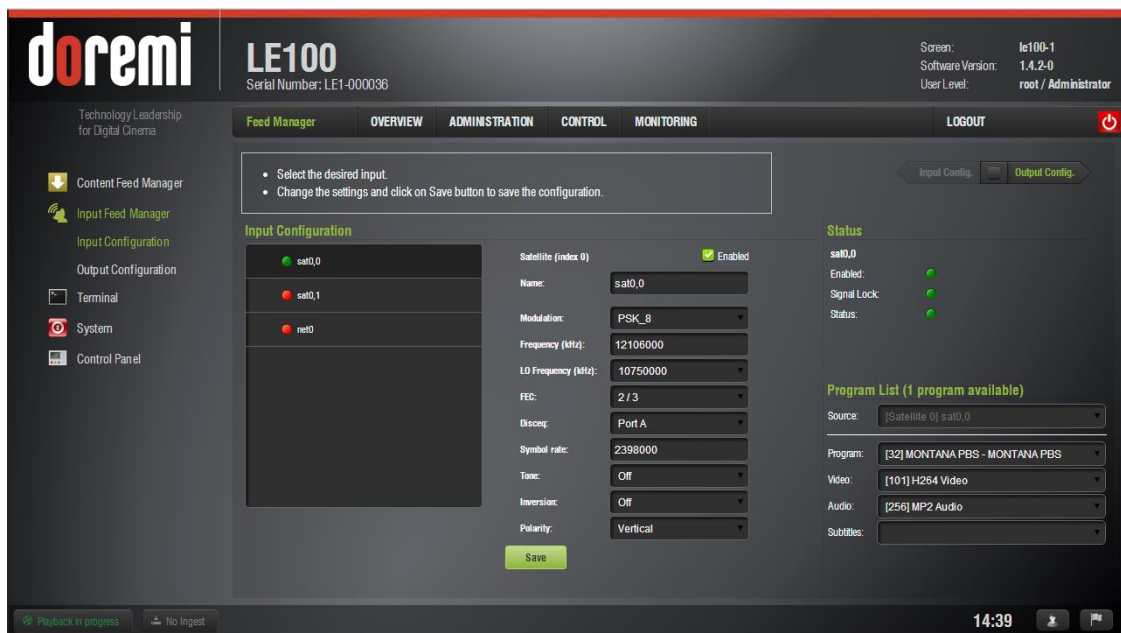 doremi
Technology Leadership
for Digital Cinema
LE100
Serial Number: LE1-000036
Screen: le100-1
Software Version: 1.4.2-0
User Level: root / Administrator
Feed Manager OVERVIEW ADMINISTRATION CONTROL MONITORING LOGOUT
Content Feed Manager
Input Feed Manager
Input Configuration
Output Configuration
Terminal
System
Control Panel
• Select the desired input.
• Change the settings and click on Save button to save the configuration.
Input Config. Output Config.
Input Configuration
sat0,0
sat0,1
net0
Satellite (index 0) Enabled
Name: sat0,0
Modulation: PSK_8
Frequency (kHz): 12106000
LO Frequency (kHz): 10750000
FEC: 2 / 3
Disceq: Port A
Symbol rate: 2398000
Tone: Off
Inversion: Off
Polarity: Vertical
Save
Status
sat0,0
Enabled:
Signal Lock:
Status:
Program List (1 program available)
Source: [Satellite 0] sat0,0
Program: [32] MONTANA PBS - MONTANA PBS
Video: [101] H264 Video
Audio: [256] MP2 Audio
Subtitles:
Playback in progress No Ingest 14:39